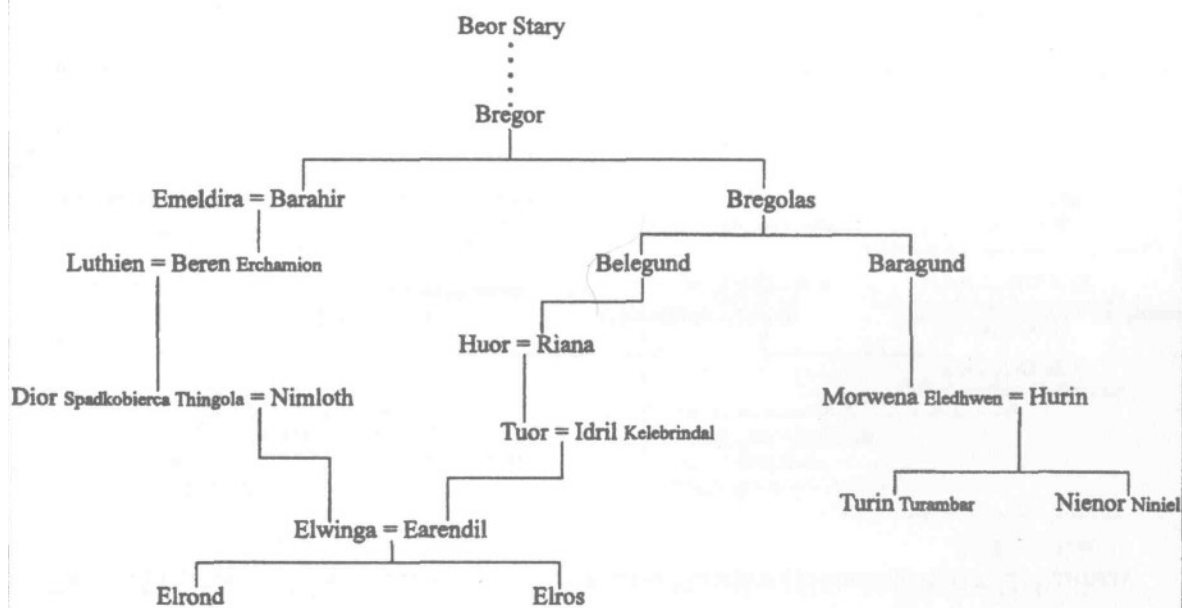 Beor Stary
Bregor
Emeldira = Barahir
Bregolas
Luthien = Beren Erchamion
Belegund
Baragund
Huor = Riana
Dior Spadkobierca Thingola = Nimloth
Morwena Eledhwen = Hurin
Tuor = Idril Kelebrindal
Turin Turambar
Nienor Niniel
Elwinga = Earendil
Elrond
Elros